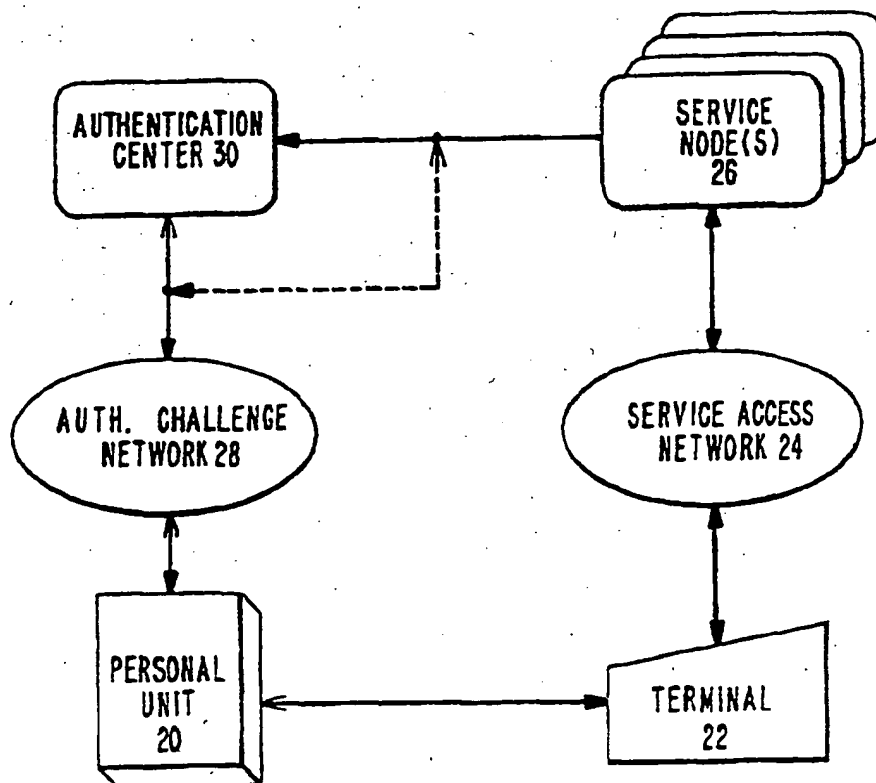 AUTHENTICATION
CENTER 30
SERVICE
NODE(S)
26
AUTH. CHALLENGE
NETWORK 28
SERVICE ACCESS
NETWORK 24
PERSONAL
UNIT
20
TERMINAL
22